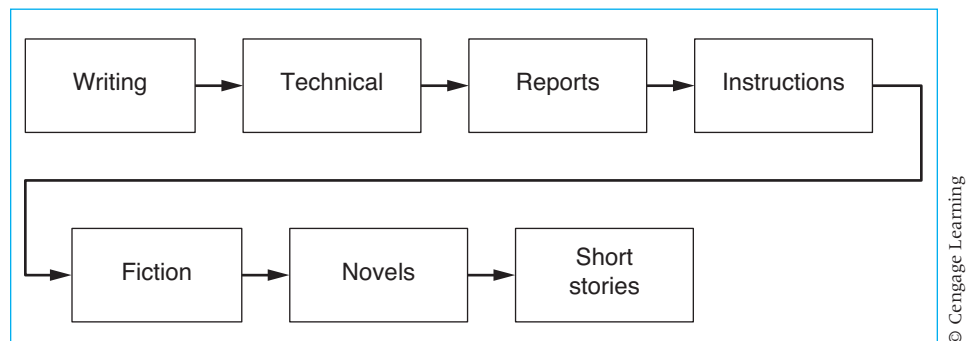 Writing
Technical
Reports
Instructions
Fiction
Novels
Short
stories
© Cengage Learning